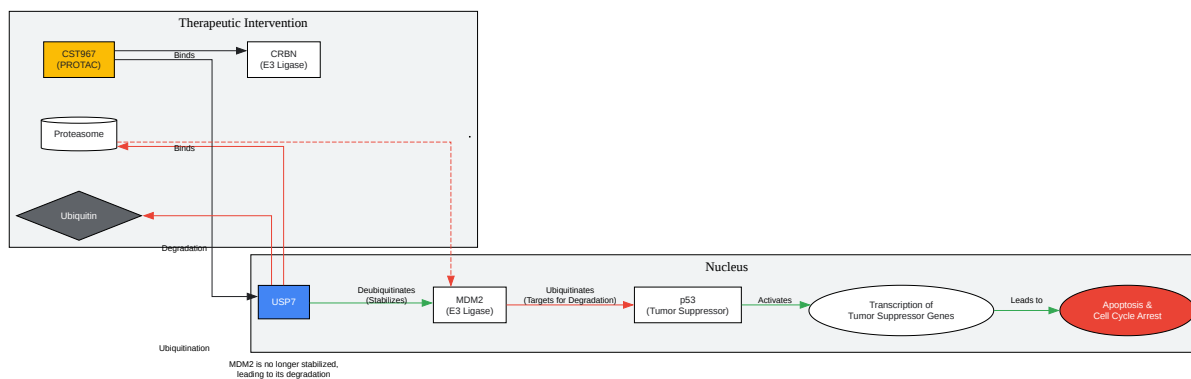 Therapeutic Intervention
CST967
(PROTAC)
Binds
CRBN
(E3 Ligase)
Proteasome
Binds
Ubiquitin
Degradation
Nucleus
USP7
Deubiquitinates
(Stabilizes)
MDM2
(E3 Ligase)
Ubiquitinates
(Targets for Degradation)
p53
(Tumor Suppressor)
Activates
Transcription of
Tumor Suppressor Genes
Leads to
Apoptosis &
Cell Cycle Arrest
Ubiquitination
MDM2 is no longer stabilized,
leading to its degradation